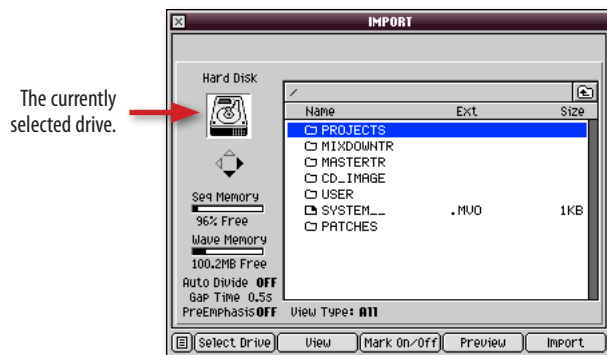 IMPORT
The currently
selected drive.
Hard Disk
/
Name Ext Size
PROJECTS
MIXDOWNTR
MASTERTR
CD_IMAGE
USER
SYSTEM__ .MVO 1KB
PATCHES
Seq Memory
96% Free
Wave Memory
100.2MB Free
Auto Divide OFF
Gap Time 0.5s
PreEmphasis OFF
View Type: All
Select Drive View Mark On/Off Preview Import